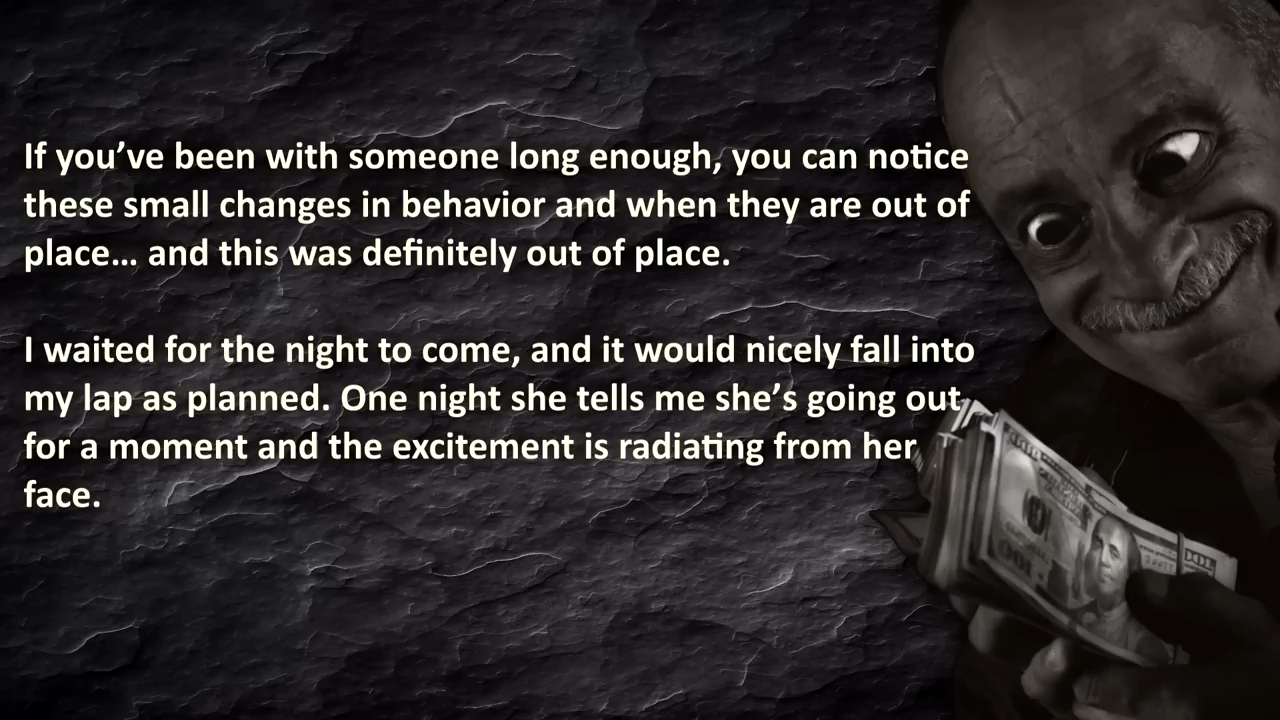 If you’ve been with someone long enough, you can notice
these small changes in behavior and when they are out of
place… and this was definitely out of place.
I waited for the night to come, and it would nicely fall into
my lap as planned. One night she tells me she’s going out
for a moment and the excitement is radiating from her
face.